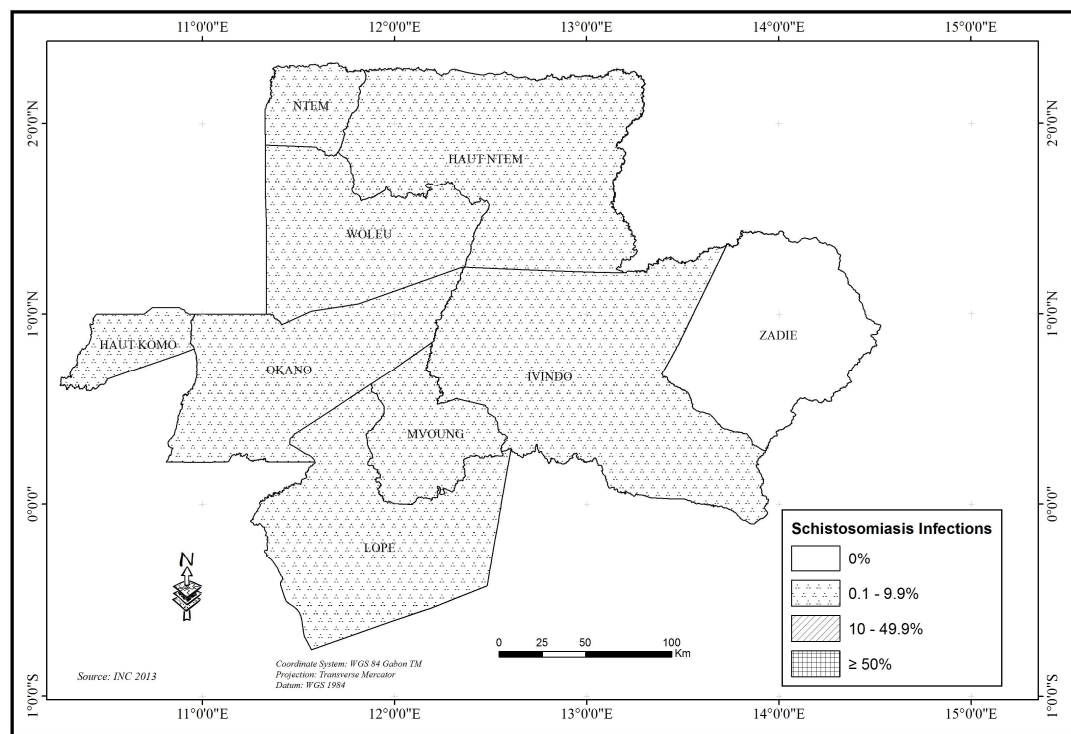 11°0'0"E 12°0'0"E 13°0'0"E 14°0'0"E 15°0'0"E
2°0'0"N 2°0'0"N
NTEM
HAUT NTEM
WOLEU
1°0'0"N 1°0'0"N
ZADIE
HAUT KOMO
OKANO
IVINDO
MVOUNG
0°0'0" 0°0'0"
LOPE
Schistosomiasis Infections
0%
0.1 - 9.9%
10 - 49.9%
≥ 50%
N
0 25 50 100
Km
Coordinate System: WGS 84 Gabon TM
Projection: Transverse Mercator
Datum: WGS 1984
Source: INC 2013
1°0'0"S 1°0'0"S
11°0'0"E 12°0'0"E 13°0'0"E 14°0'0"E 15°0'0"E